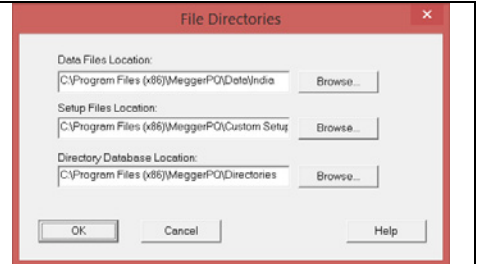 File Directories
Data Files Location:
C:\Program Files (x86)\MeggerPQ\Data\India
Browse...
Setup Files Location:
C:\Program Files (x86)\MeggerPQ\Custom Setup
Browse...
Directory Database Location:
C:\Program Files (x86)\MeggerPQ\Directories
Browse...
OK
Cancel
Help